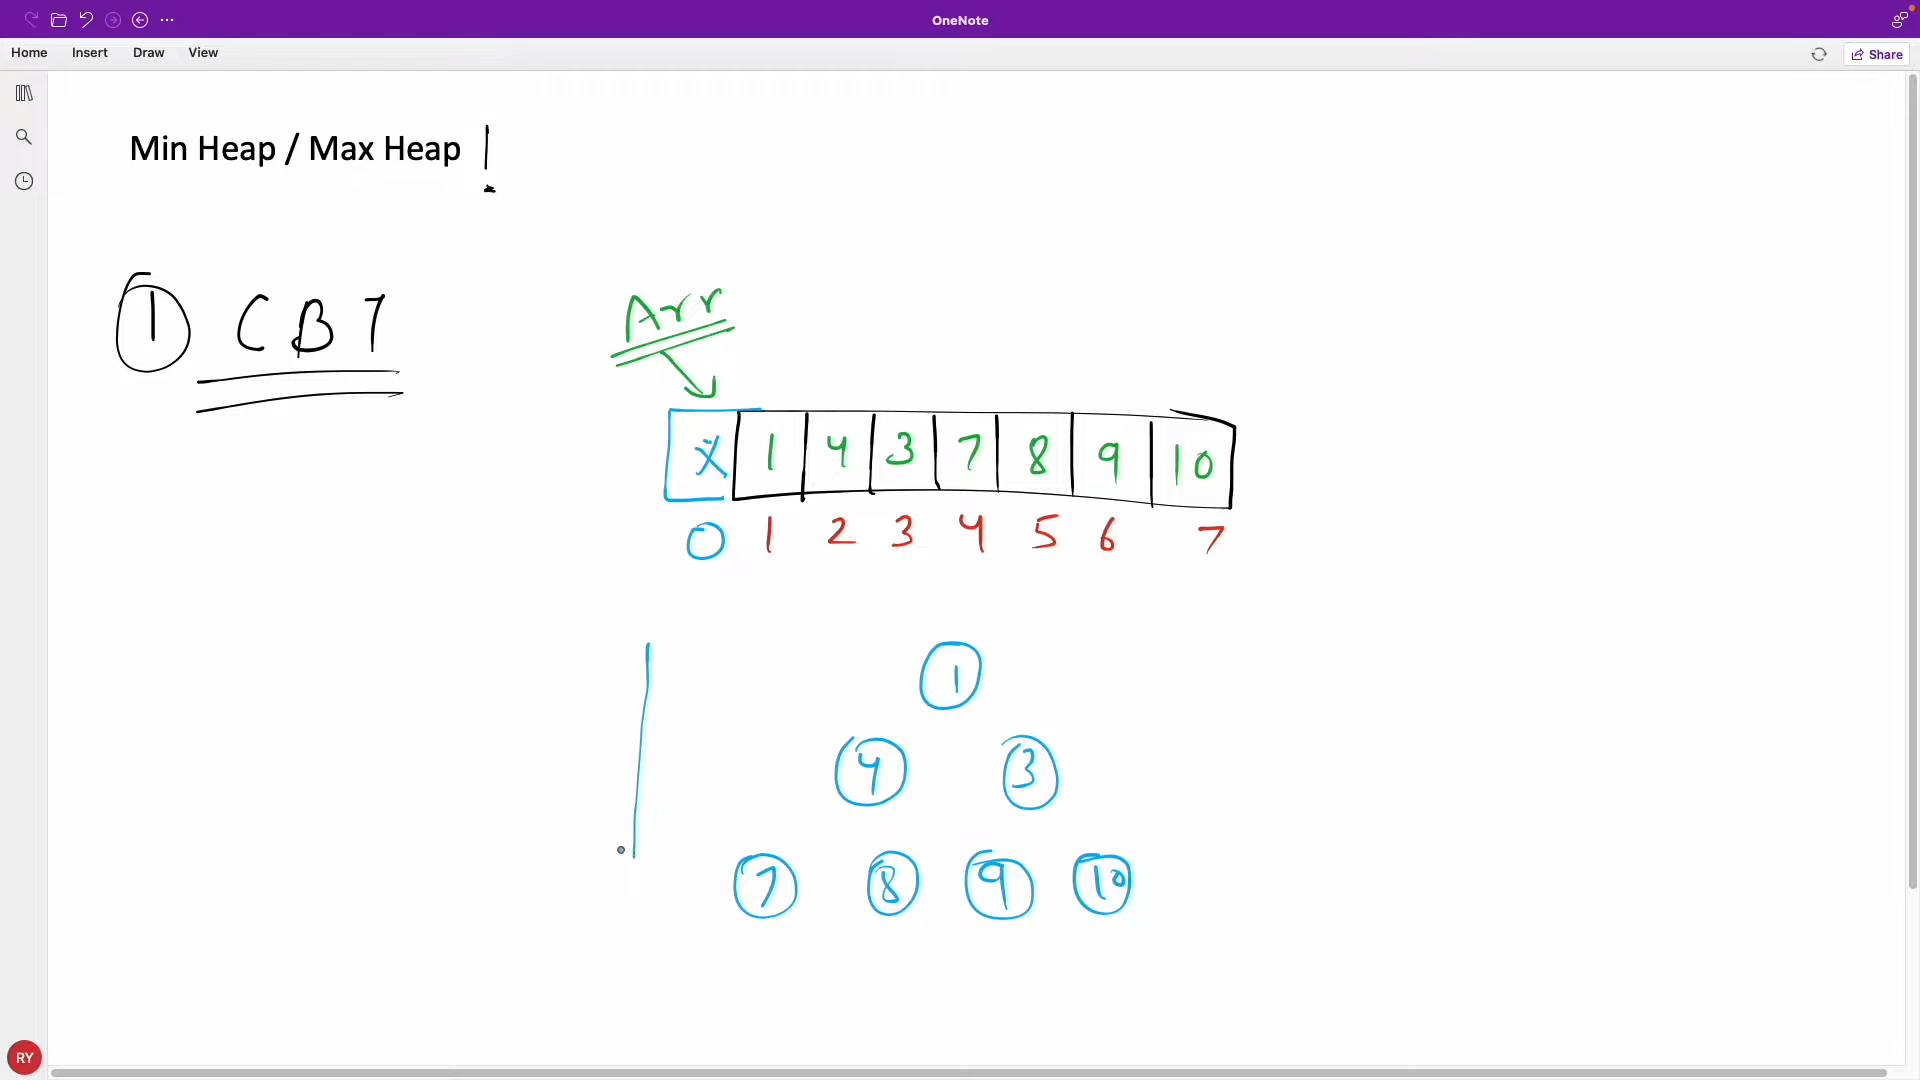 OneNote
Home Insert Draw View Share
Min Heap / Max Heap !
1 CBT
Arr
X 1 4 3 7 8 9 10
0 1 2 3 4 5 6 7
1
4 3
7 8 9 10
RY